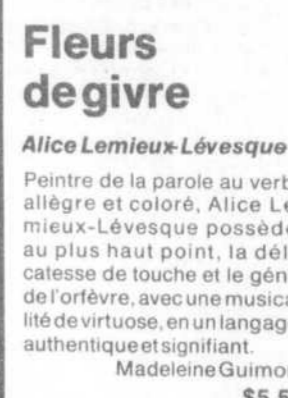 Fleurs
de givre
Alice Lemieux-Lévesque
Peintre de la parole au verb
allègre et coloré, Alice Le
mieux-Lévesque possède
au plus haut point, la déli
catesse de touche et le gén
de l'orfèvre, avec une musica
lité de virtuose, en un langag
authentique et signifiant.
Madeleine Guimon